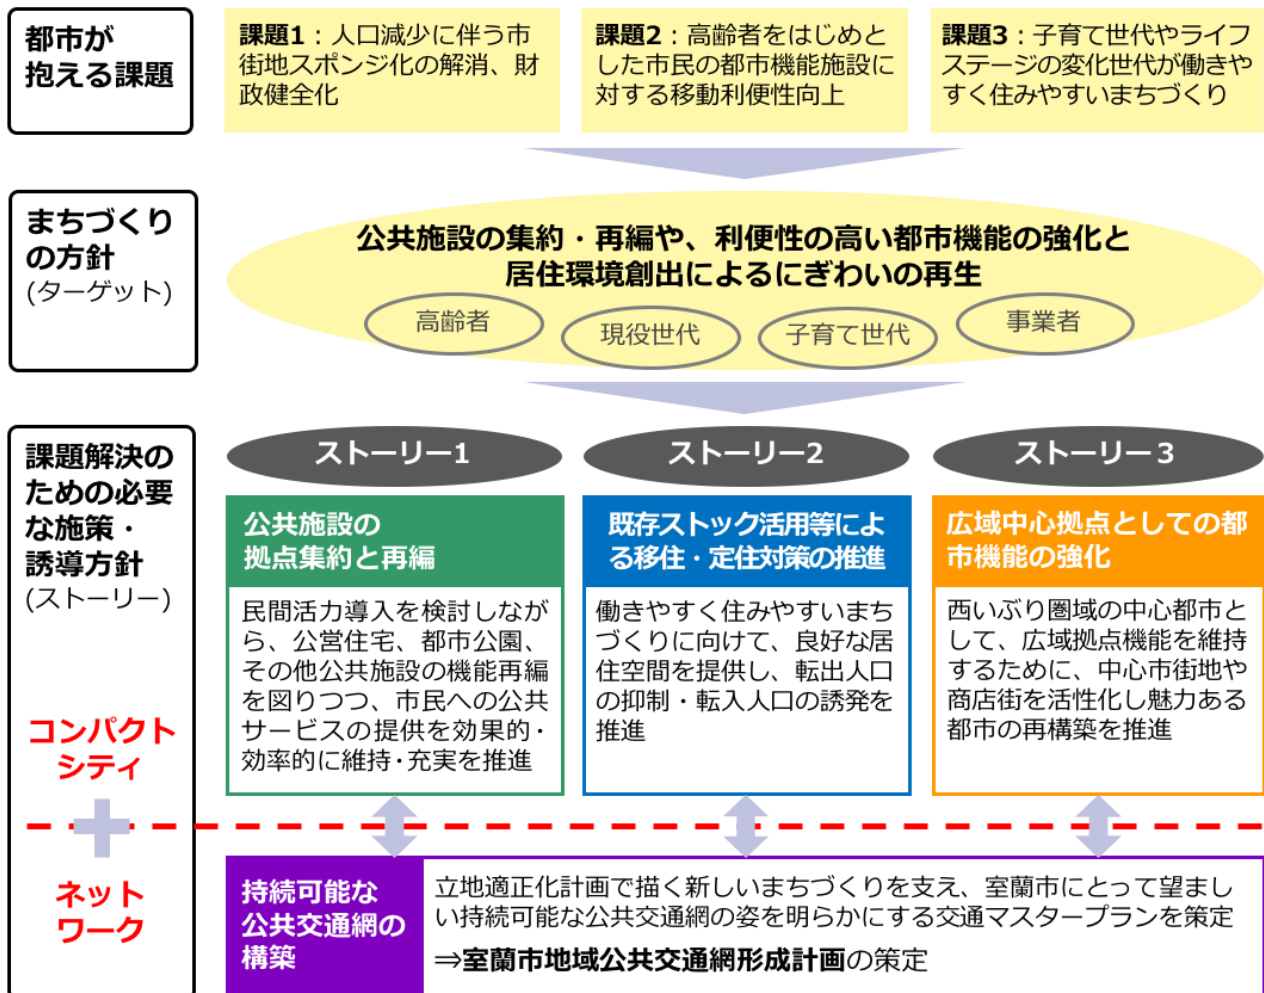 都市が
抱える課題
課題1：人口減少に伴う市
街地スポンジ化の解消、財
政健全化
課題2：高齢者をはじめと
した市民の都市機能施設に
対する移動利便性向上
課題3：子育て世代やライフ
ステージの変化世代が働きや
すく住みやすいまちづくり
まちづくり
の方針
(ターゲット)
公共施設の集約・再編や、利便性の高い都市機能の強化と
居住環境創出によるにぎわいの再生
高齢者
現役世代
子育て世代
事業者
課題解決の
ための必要
な施策・
誘導方針
(ストーリー)
ストーリー1
公共施設の
拠点集約と再編
民間活力導入を検討しなが
ら、公営住宅、都市公園、
その他公共施設の機能再編
を図りつつ、市民への公共
サービスの提供を効果的・
効率的に維持・充実を推進
ストーリー2
既存ストック活用等によ
る移住・定住対策の推進
働きやすく住みやすいまち
づくりに向けて、良好な居
住空間を提供し、転出人口
の抑制・転入人口の誘発を
推進
ストーリー３
広域中心拠点としての都
市機能の強化
西いぶり圏域の中心都市と
して、広域拠点機能を維持
するために、中心市街地や
商店街を活性化し魅力ある
都市の再構築を推進
コンパクト
シティ
ネット
ワーク
持続可能な
公共交通網の
構築
立地適正化計画で描く新しいまちづくりを支え、室蘭市にとって望まし
い持続可能な公共交通網の姿を明らかにする交通マスタープランを策定
⇒室蘭市地域公共交通網形成計画の策定